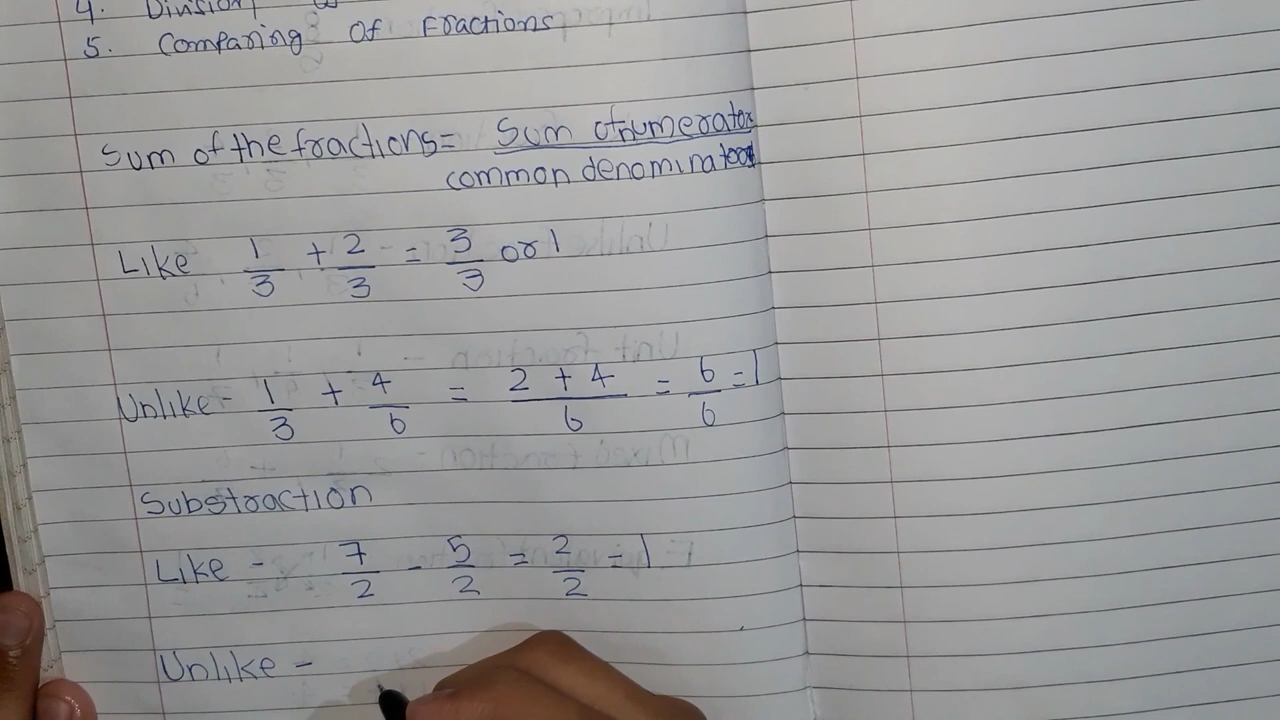 4. Division
5. Comparing of Fractions
Sum of the fractions = Sum of numerator
common denominator
Like 1/3 + 2/3 = 3/3 or 1
Unlike - 1/3 + 4/6 = 2 + 4/6 = 6/6 = 1
Substraction
Like - 7/2 - 5/2 = 2/2 = 1
Unlike -